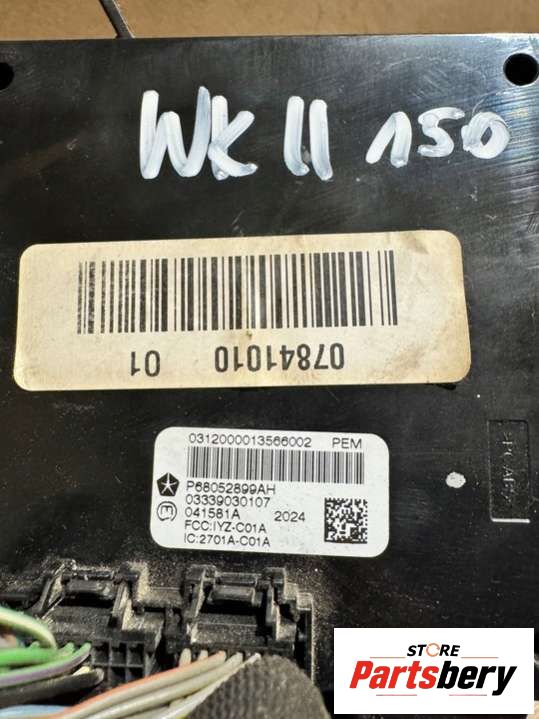 WK II 150
07841010 01
0312000013566002 PEM
P68052899AH
03339030107
041581A 2024
FCC:IYZ-C01A
IC:2701A-C01A
STORE
Partsbery